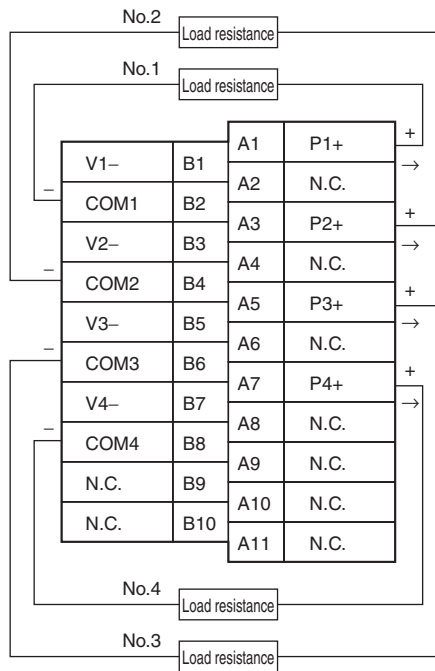 No.2
Load resistance
No.1
Load resistance
A1 P1+ +
V1– B1 →
A2 N.C.
– COM1 B2
A3 P2+ +
V2– B3 →
A4 N.C.
– COM2 B4
A5 P3+ +
V3– B5 →
A6 N.C.
– COM3 B6
A7 P4+ +
V4– B7 →
A8 N.C.
– COM4 B8
A9 N.C.
N.C. B9
A10 N.C.
N.C. B10
A11 N.C.
No.4
Load resistance
No.3
Load resistance